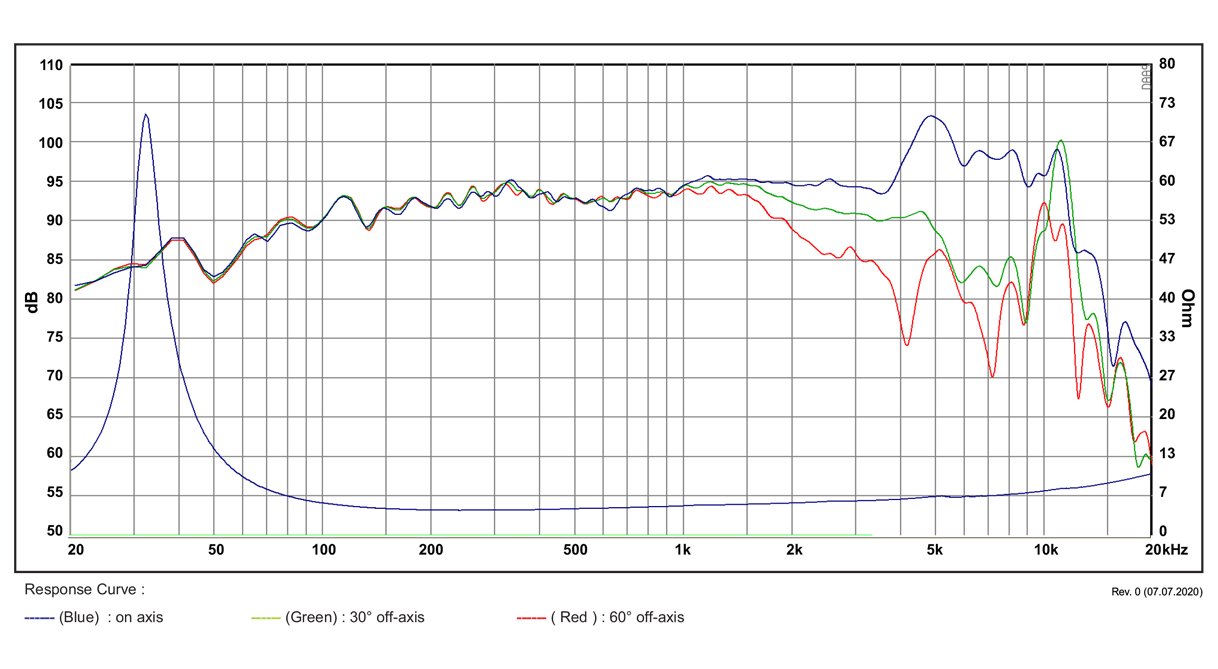 110 80
105 73
100 67
95 60
90 53
85 47
80 40
75 33
70 27
65 20
60 13
55 7
50 0
dB
Ohm
DAAS
20 50 100 200 500 1k 2k 5k 10k 20kHz
Response Curve :
Rev. 0 (07.07.2020)
(Blue) : on axis (Green) : 30° off-axis ( Red ) : 60° off-axis